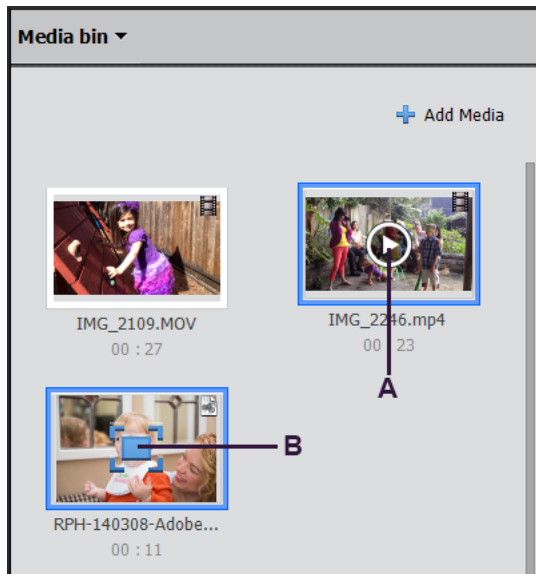 Media bin
Add Media
IMG_2109.MOV
IMG_2246.mp4
00 : 27
00 : 23
A
B
RPH-140308-Adobe...
00 : 11